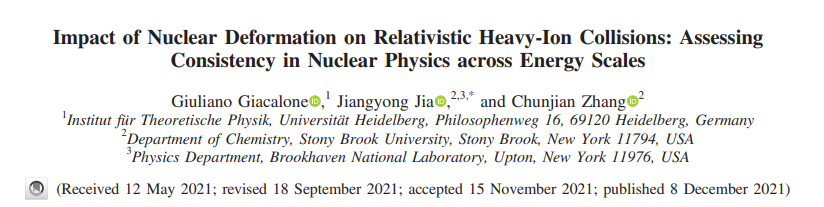 Impact of Nuclear Deformation on Relativistic Heavy-Ion Collisions: Assessing
Consistency in Nuclear Physics across Energy Scales
Giuliano Giacalone,1 Jiangyong Jia,2,3,* and Chunjian Zhang2
1Institut für Theoretische Physik, Universität Heidelberg, Philosophenweg 16, 69120 Heidelberg, Germany
2Department of Chemistry, Stony Brook University, Stony Brook, New York 11794, USA
3Physics Department, Brookhaven National Laboratory, Upton, New York 11976, USA
(Received 12 May 2021; revised 18 September 2021; accepted 15 November 2021; published 8 December 2021)